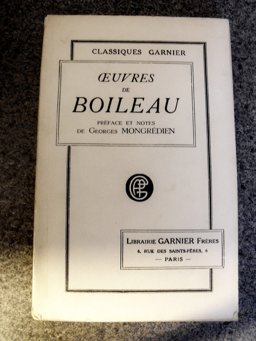 CLASSIQUES GARNIER
ŒUVRES
DE
BOILEAU
PRÉFACE ET NOTES
DE GEORGES MONGRÉDIEN
LIBRAIRIE GARNIER FRÈRES
6, RUE DES SAINTS-PÈRES, 6
— PARIS —